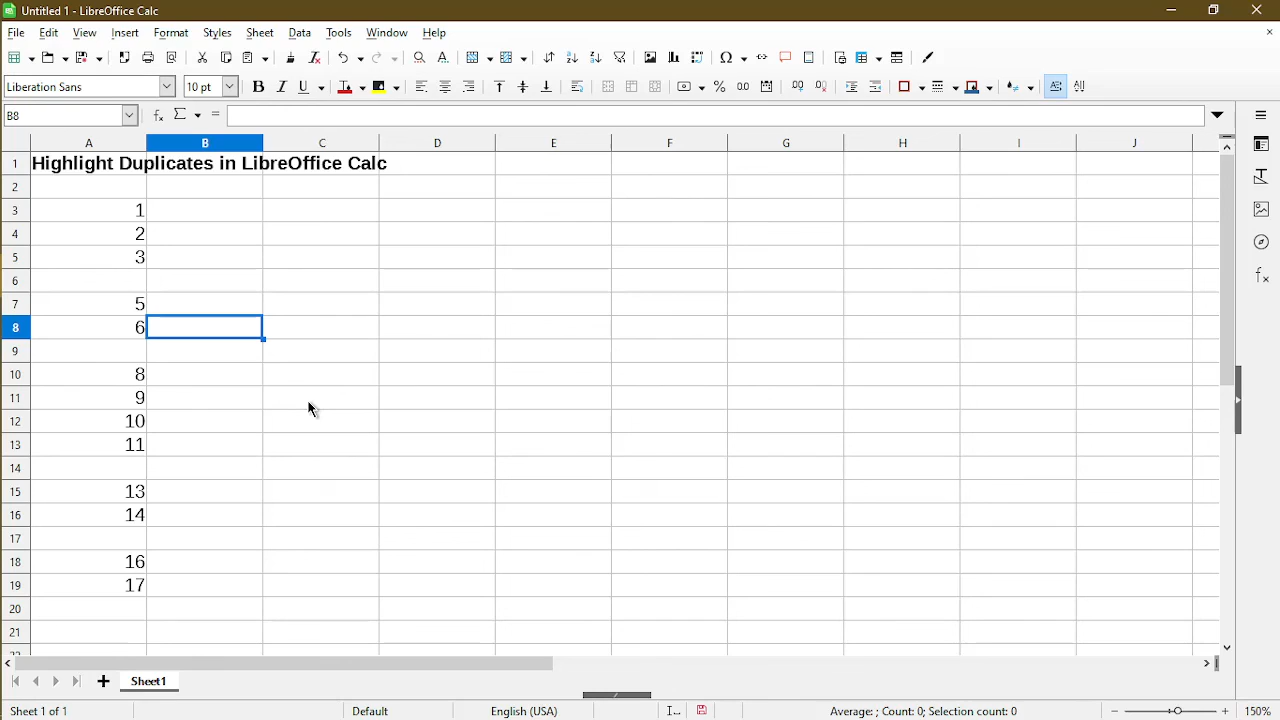 Untitled 1 - LibreOffice Calc
File Edit View Insert Format Styles Sheet Data Tools Window Help
Liberation Sans 10 pt
B8
A B C D E F G H I J
1 Highlight Duplicates in LibreOffice Calc
2
3 1
4 2
5 3
6
7 5
8 6
9
10 8
11 9
12 10
13 11
14
15 13
16 14
17
18 16
19 17
20
21
Sheet1
Sheet 1 of 1 Default English (USA) Average: ; Count: 0; Selection count: 0 150%